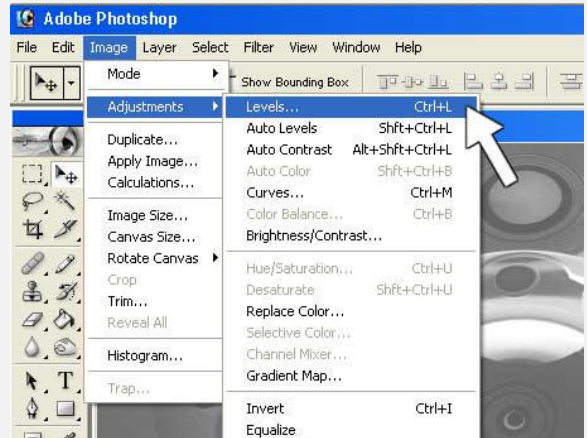 Adobe Photoshop
File Edit Image Layer Select Filter View Window Help
Show Bounding Box
Mode
Adjustments
Duplicate...
Apply Image...
Calculations...
Image Size...
Canvas Size...
Rotate Canvas
Crop
Trim...
Reveal All
Histogram...
Trap...
Levels... Ctrl+L
Auto Levels Shft+Ctrl+L
Auto Contrast Alt+Shft+Ctrl+L
Auto Color Shft+Ctrl+B
Curves... Ctrl+M
Color Balance... Ctrl+B
Brightness/Contrast...
Hue/Saturation... Ctrl+U
Desaturate Shft+Ctrl+U
Replace Color...
Selective Color...
Channel Mixer...
Gradient Map...
Invert Ctrl+I
Equalize
T